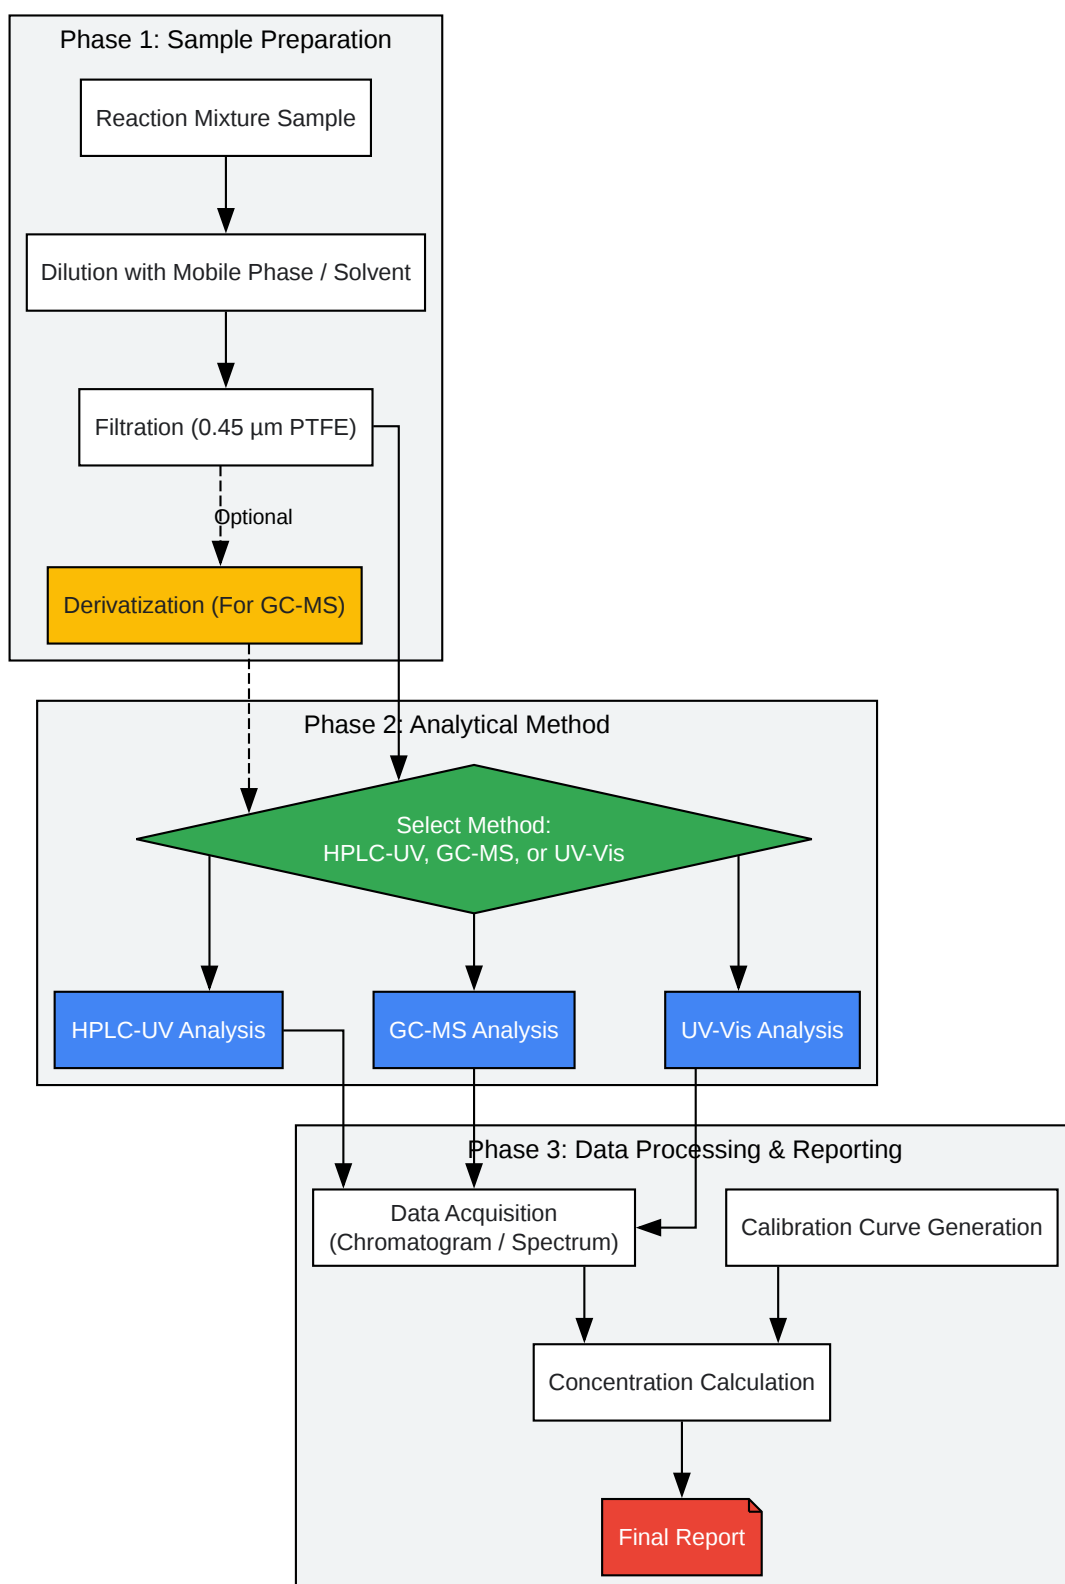 Phase 1: Sample Preparation
Reaction Mixture Sample
Dilution with Mobile Phase / Solvent
Filtration (0.45 µm PTFE)
Optional
Derivatization (For GC-MS)
Phase 2: Analytical Method
Select Method:
HPLC-UV, GC-MS, or UV-Vis
HPLC-UV Analysis
GC-MS Analysis
UV-Vis Analysis
Phase 3: Data Processing & Reporting
Data Acquisition
(Chromatogram / Spectrum)
Calibration Curve Generation
Concentration Calculation
Final Report